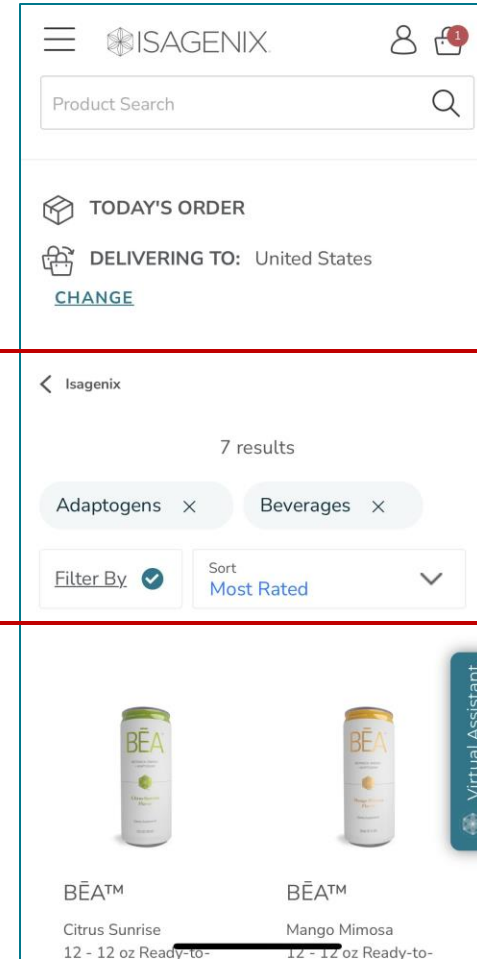 ISAGENIX
1
Product Search
TODAY'S ORDER
DELIVERING TO: United States
CHANGE
Isagenix
7 results
Adaptogens ×
Beverages ×
Filter By
Sort
Most Rated
Virtual Assistant
BĒA
BĒA
BĒA™
Citrus Sunrise
12 - 12 oz Ready-to-
BĒA™
Mango Mimosa
12 - 12 oz Ready-to-